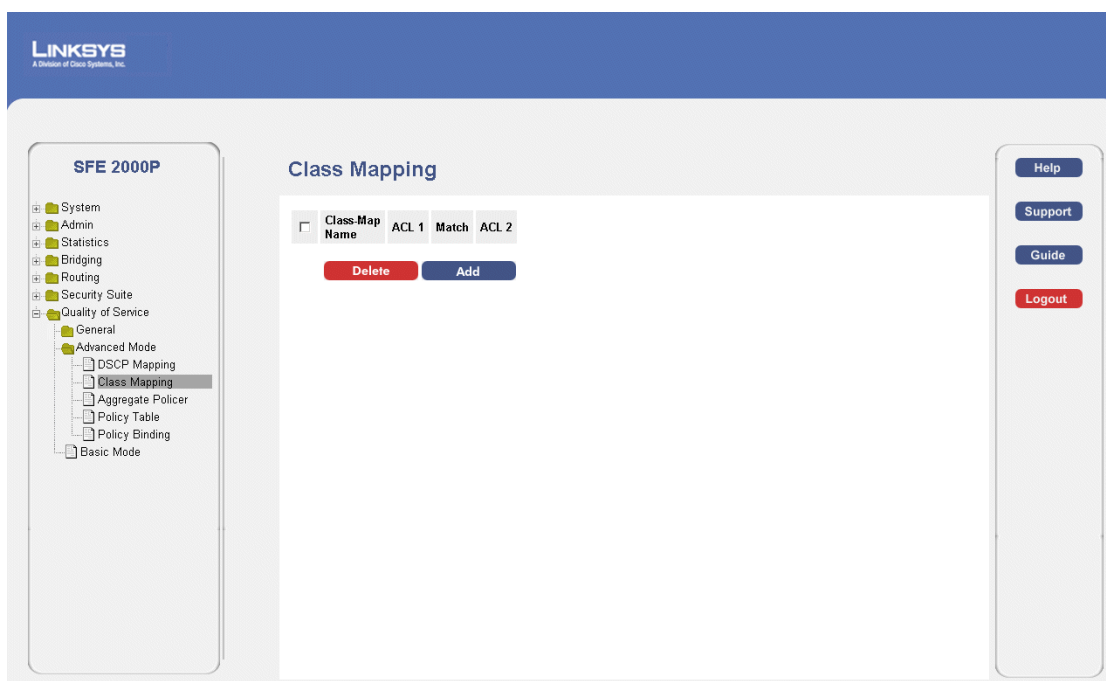 LINKSYS
A Division of Cisco Systems, Inc.
SFE 2000P
System
Admin
Statistics
Bridging
Routing
Security Suite
Quality of Service
General
Advanced Mode
DSCP Mapping
Class Mapping
Aggregate Policer
Policy Table
Policy Binding
Basic Mode
Class Mapping
Class-Map Name ACL 1 Match ACL 2
Delete Add
Help
Support
Guide
Logout